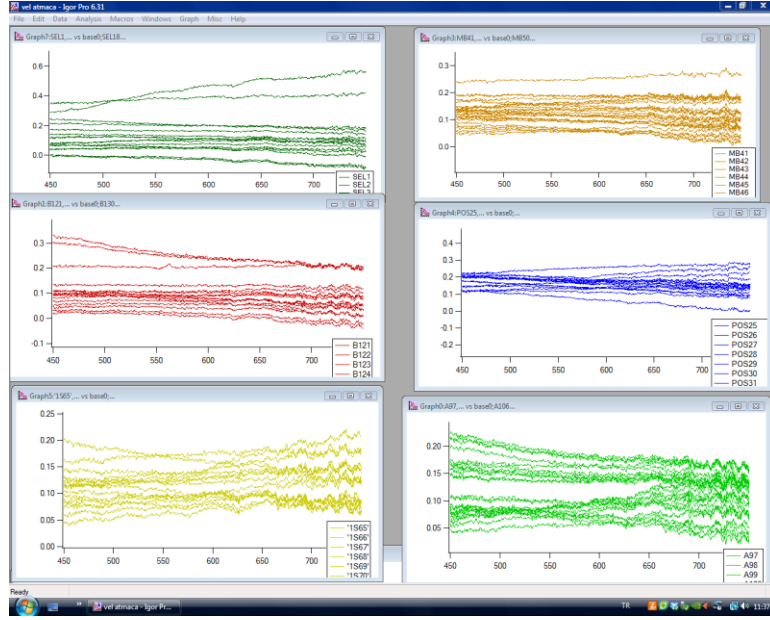 vel atmaca - Igor Pro 6.31
File Edit Data Analysis Macros Windows Graph Misc Help
Graph7:SEL1,... vs base0;SEL18...
0.6
0.4
0.2
0.0
450 500 550 600 650 700
SEL1
SEL2
SEL3
Graph3:MB41,... vs base0;MB50...
0.3
0.2
0.1
0.0
450 500 550 600 650 700
MB41
MB42
MB43
MB44
MB45
MB46
B130...
0.3
0.2
0.1
0.0
-0.1
450 500 550 600 650 700
B121
B122
B123
B124
Graph4:POS25,... vs base0;...
0.4
0.3
0.2
0.1
0.0
-0.1
-0.2
450 500 550 600 650 700
POS25
POS26
POS27
POS28
POS29
POS30
POS31
Graph5:'1S65',... vs base0;...
0.25
0.20
0.15
0.10
0.05
0.00
450 500 550 600 650 700
'1S65'
'1S66'
'1S67'
'1S68'
'1S69'
'1S70'
Graph0:A97,... vs base0;A106...
0.20
0.15
0.10
0.05
450 500 550 600 650 700
A97
A98
A99
Ready
vel atmaca - Igor Pr...
TR
11:37